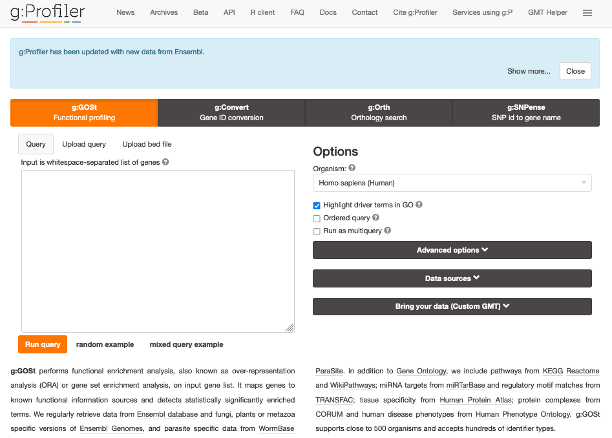 g:Profiler
News Archives Beta API R client FAQ Docs Contact Cite g:Profiler Services using g:P GMT Helper
g:Profiler has been updated with new data from Ensembl.
Show more... Close
g:GOSt
Functional profiling
g:Convert
Gene ID conversion
g:Orth
Orthology search
g:SNPense
SNP id to gene name
Query Upload query Upload bed file
Input is whitespace-separated list of genes ?
Run query random example mixed query example
Options
Organism: ?
Homo sapiens (Human)
Highlight driver terms in GO ?
Ordered query ?
Run as multiquery ?
Advanced options
Data sources
Bring your data (Custom GMT)
g:GOSt performs functional enrichment analysis, also known as over-representation
analysis (ORA) or gene set enrichment analysis, on input gene list. It maps genes to
known functional information sources and detects statistically significantly enriched
terms. We regularly retrieve data from Ensembl database and fungi, plants or metazoa
specific versions of Ensembl Genomes, and parasite specific data from WormBase
ParaSite. In addition to Gene Ontology, we include pathways from KEGG Reactome
and WikiPathways; miRNA targets from miRTarBase and regulatory motif matches from
TRANSFAC; tissue specificity from Human Protein Atlas; protein complexes from
CORUM and human disease phenotypes from Human Phenotype Ontology. g:GOSt
supports close to 500 organisms and accepts hundreds of identifier types.